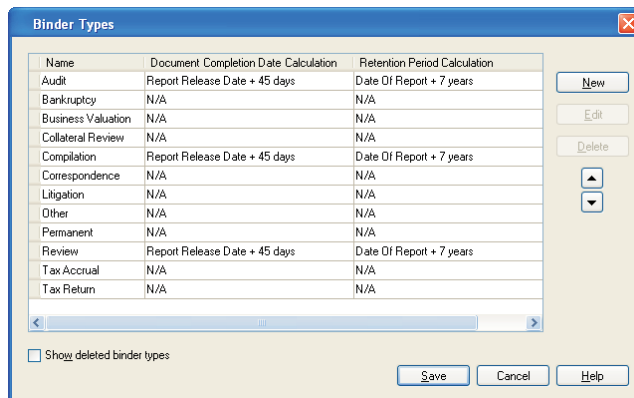 Binder Types
Name Document Completion Date Calculation Retention Period Calculation
Audit Report Release Date + 45 days Date Of Report + 7 years
Bankruptcy N/A N/A
Business Valuation N/A N/A
Collateral Review N/A N/A
Compilation Report Release Date + 45 days Date Of Report + 7 years
Correspondence N/A N/A
Litigation N/A N/A
Other N/A N/A
Permanent N/A N/A
Review Report Release Date + 45 days Date Of Report + 7 years
Tax Accrual N/A N/A
Tax Return N/A N/A
New
Edit
Delete
Show deleted binder types
Save Cancel Help